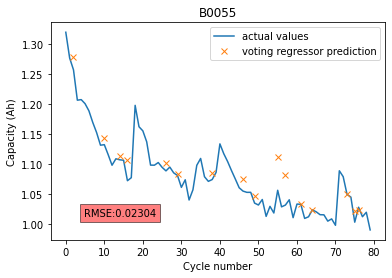 B0055
actual values
voting regressor prediction
Capacity (Ah)
1.30
1.25
1.20
1.15
1.10
1.05
1.00
RMSE:0.02304
0 10 20 30 40 50 60 70 80
Cycle number